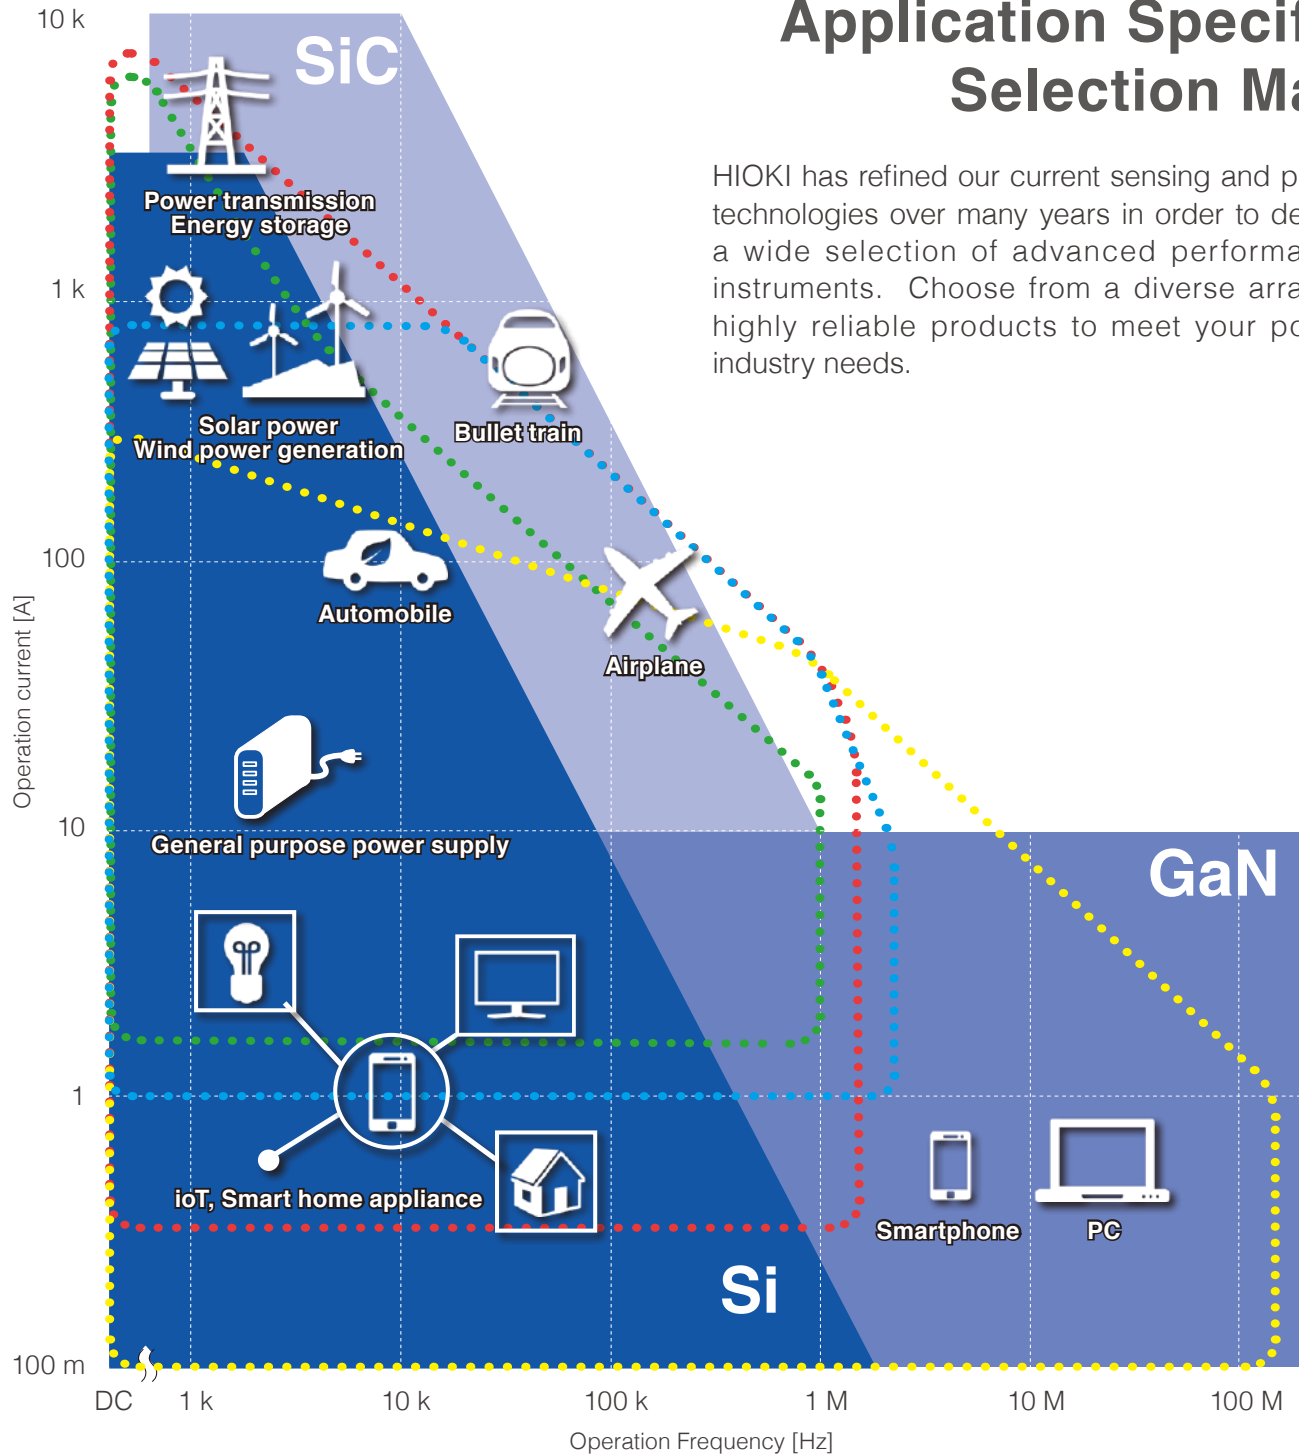 Application Specif
Selection Ma
HIOKI has refined our current sensing and p
technologies over many years in order to de
a wide selection of advanced performa
instruments. Choose from a diverse arra
highly reliable products to meet your po
industry needs.
10 k
1 k
100
10
1
100 m
Operation current [A]
SiC
Power transmission
Energy storage
Solar power
Wind power generation
Bullet train
Automobile
Airplane
General purpose power supply
GaN
ioT, Smart home appliance
Smartphone
PC
Si
DC
1 k
10 k
100 k
1 M
10 M
100 M
Operation Frequency [Hz]